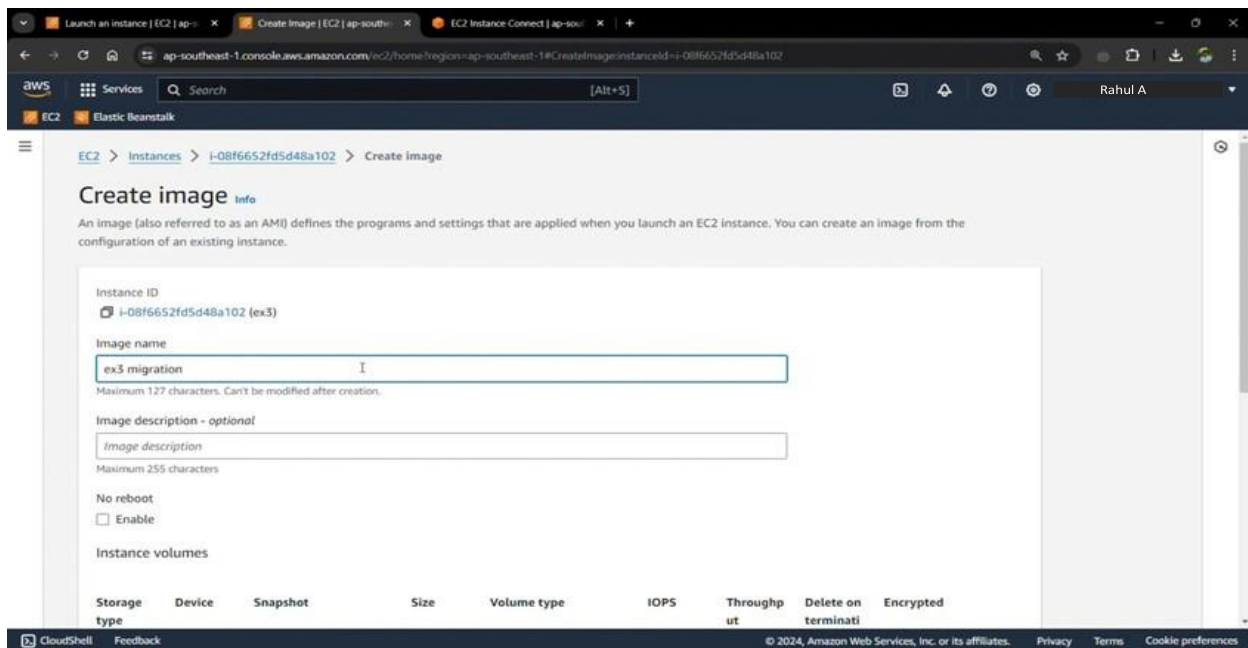 Launch an instance | EC2 | ap-s
Create Image | EC2 | ap-southe
EC2 Instance Connect | ap-sout
ap-southeast-1.console.aws.amazon.com/ec2/home?region=ap-southeast-1#CreateImage:instanceId=i-08f6652fd5d48a102
aws
Services
Search
[Alt+S]
Rahul A
EC2
Elastic Beanstalk
EC2 > Instances > i-08f6652fd5d48a102 > Create image
Create image Info
An image (also referred to as an AMI) defines the programs and settings that are applied when you launch an EC2 instance. You can create an image from the
configuration of an existing instance.
Instance ID
i-08f6652fd5d48a102 (ex3)
Image name
ex3 migration
Maximum 127 characters. Can't be modified after creation.
Image description - optional
Image description
Maximum 255 characters
No reboot
Enable
Instance volumes
Storage Device Snapshot Size Volume type IOPS Throughp Delete on Encrypted
type ut terminati
CloudShell Feedback © 2024, Amazon Web Services, Inc. or its affiliates. Privacy Terms Cookie preferences